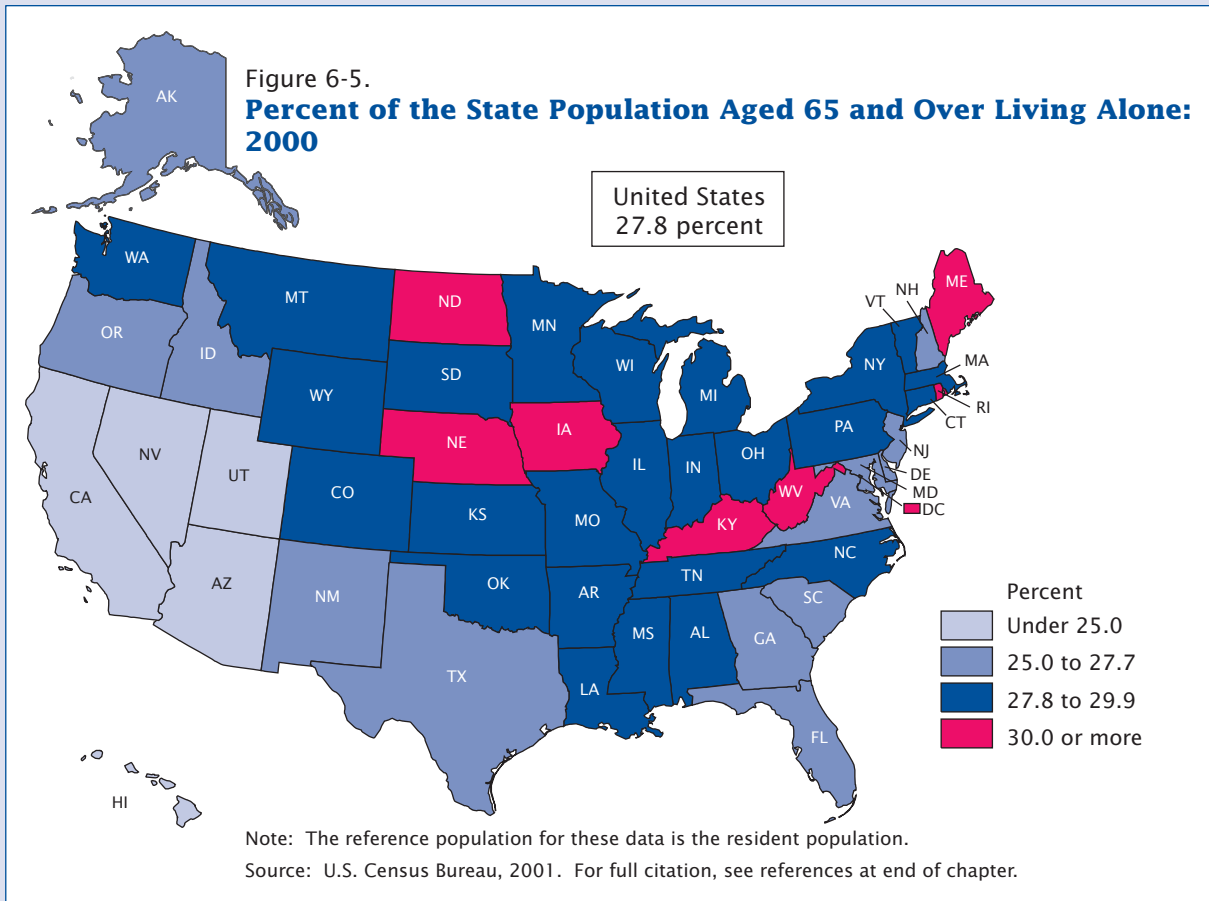 AK
Figure 6-5.
Percent of the State Population Aged 65 and Over Living Alone:
2000
United States
27.8 percent
WA
MT
ND
MN
ME
NH
VT
OR
ID
WY
SD
WI
MI
NY
MA
RI
CT
NV
UT
CA
CO
NE
IA
IL
IN
OH
PA
NJ
DE
MD
DC
KS
MO
KY
WV
VA
AZ
NM
OK
AR
TN
NC
SC
TX
LA
MS
AL
GA
FL
HI
Percent
Under 25.0
25.0 to 27.7
27.8 to 29.9
30.0 or more
Note: The reference population for these data is the resident population.
Source: U.S. Census Bureau, 2001. For full citation, see references at end of chapter.